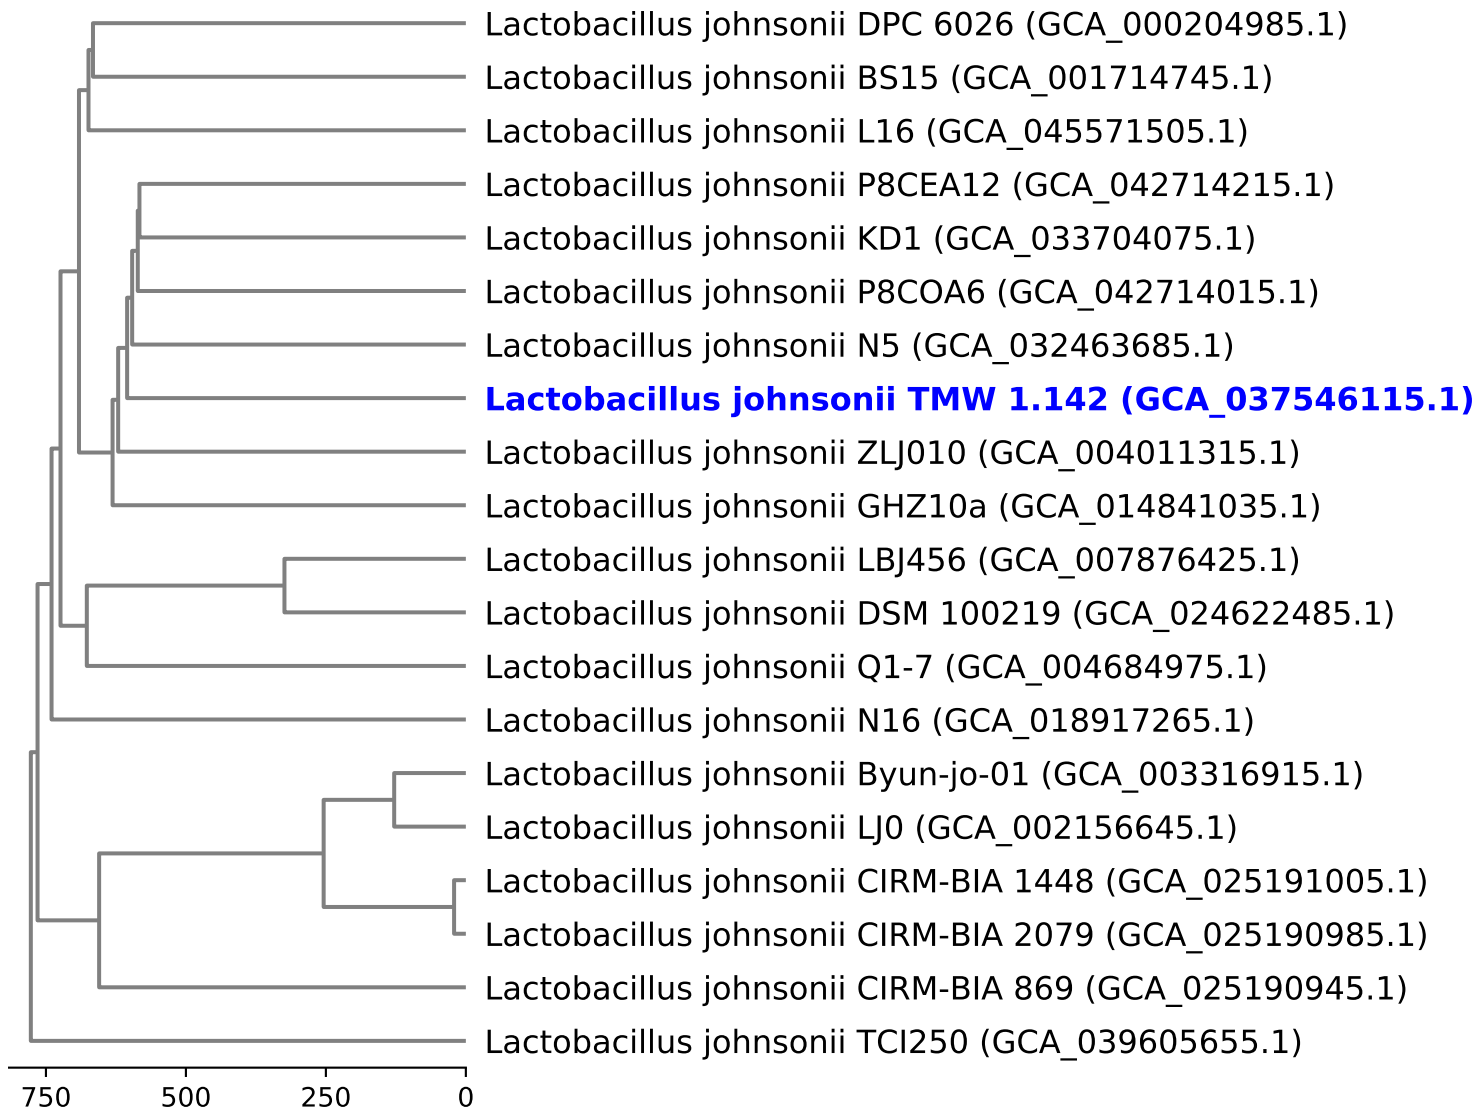 Lactobacillus johnsonii DPC 6026 (GCA_000204985.1)
Lactobacillus johnsonii BS15 (GCA_001714745.1)
Lactobacillus johnsonii L16 (GCA_045571505.1)
Lactobacillus johnsonii P8CEA12 (GCA_042714215.1)
Lactobacillus johnsonii KD1 (GCA_033704075.1)
Lactobacillus johnsonii P8COA6 (GCA_042714015.1)
Lactobacillus johnsonii N5 (GCA_032463685.1)
Lactobacillus johnsonii TMW 1.142 (GCA_037546115.1)
Lactobacillus johnsonii ZLJ010 (GCA_004011315.1)
Lactobacillus johnsonii GHZ10a (GCA_014841035.1)
Lactobacillus johnsonii LBJ456 (GCA_007876425.1)
Lactobacillus johnsonii DSM 100219 (GCA_024622485.1)
Lactobacillus johnsonii Q1-7 (GCA_004684975.1)
Lactobacillus johnsonii N16 (GCA_018917265.1)
Lactobacillus johnsonii Byun-jo-01 (GCA_003316915.1)
Lactobacillus johnsonii LJ0 (GCA_002156645.1)
Lactobacillus johnsonii CIRM-BIA 1448 (GCA_025191005.1)
Lactobacillus johnsonii CIRM-BIA 2079 (GCA_025190985.1)
Lactobacillus johnsonii CIRM-BIA 869 (GCA_025190945.1)
Lactobacillus johnsonii TCI250 (GCA_039605655.1)
750 500 250 0